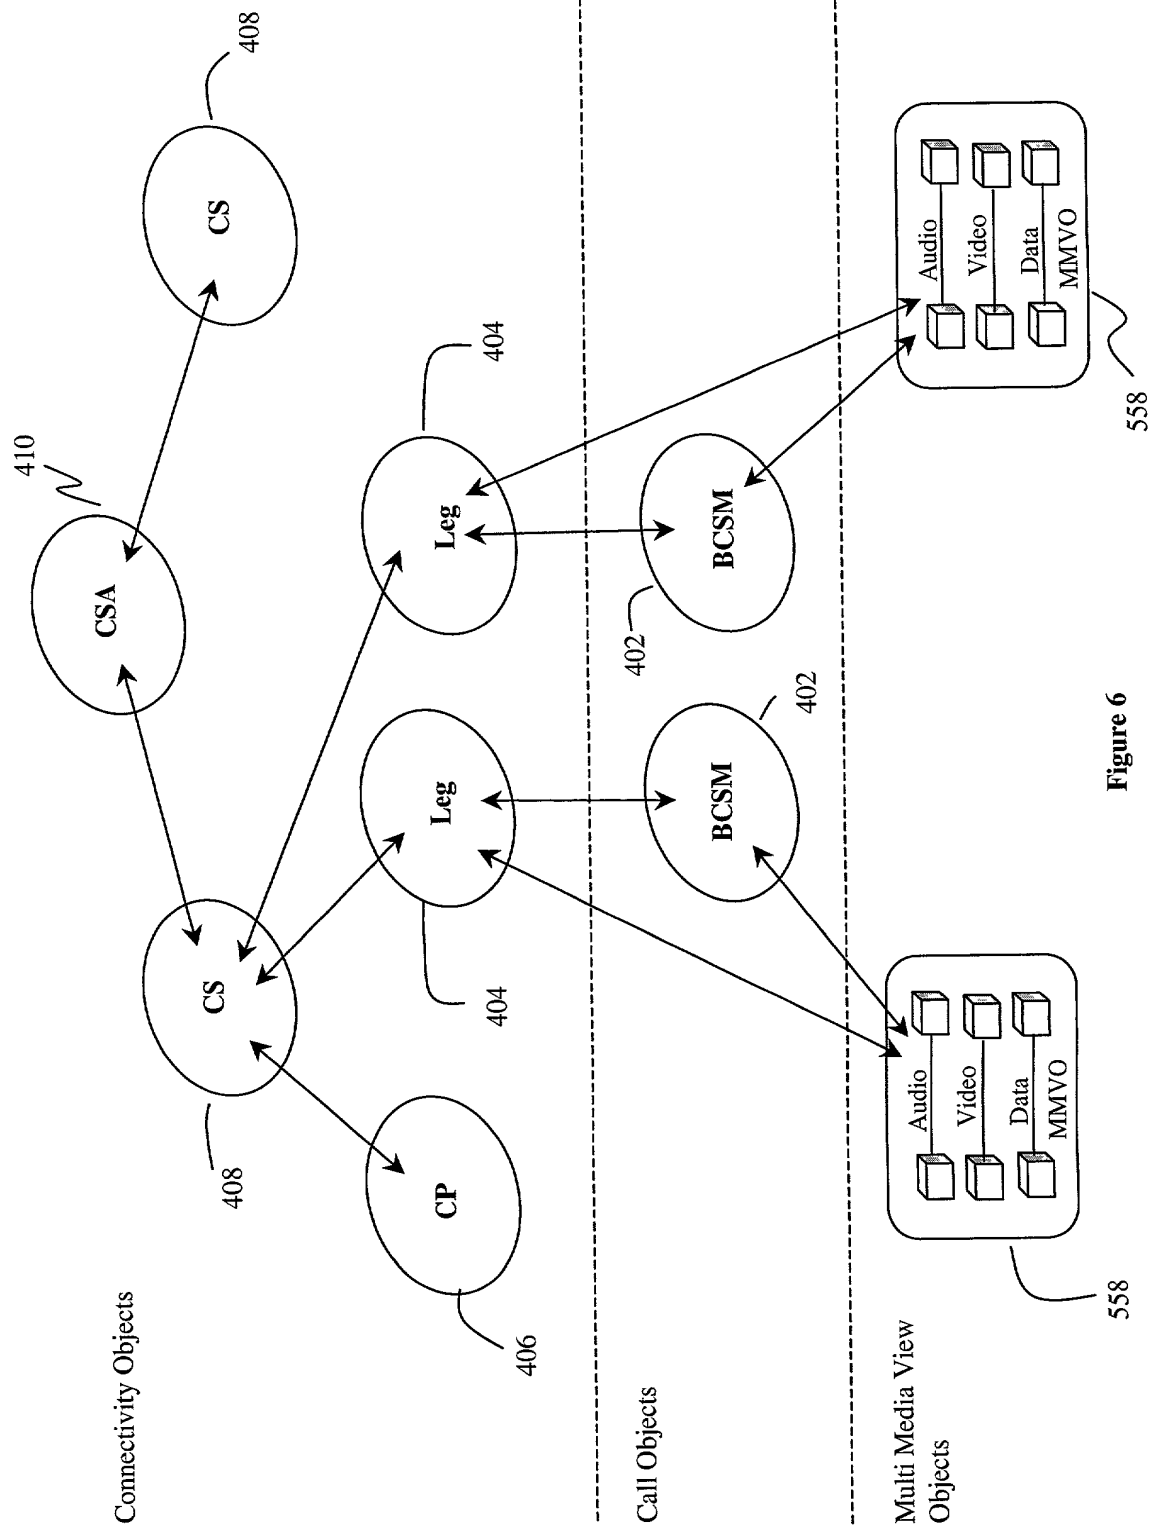 Connectivity Objects
410
CSA
408
CS
408
CS
406
CP
404
Leg
404
Leg
Call Objects
402
BCSM
402
BCSM
Multi Media View
Objects
Audio
Video
Data
MMVO
558
Audio
Video
Data
MMVO
558
Figure 6